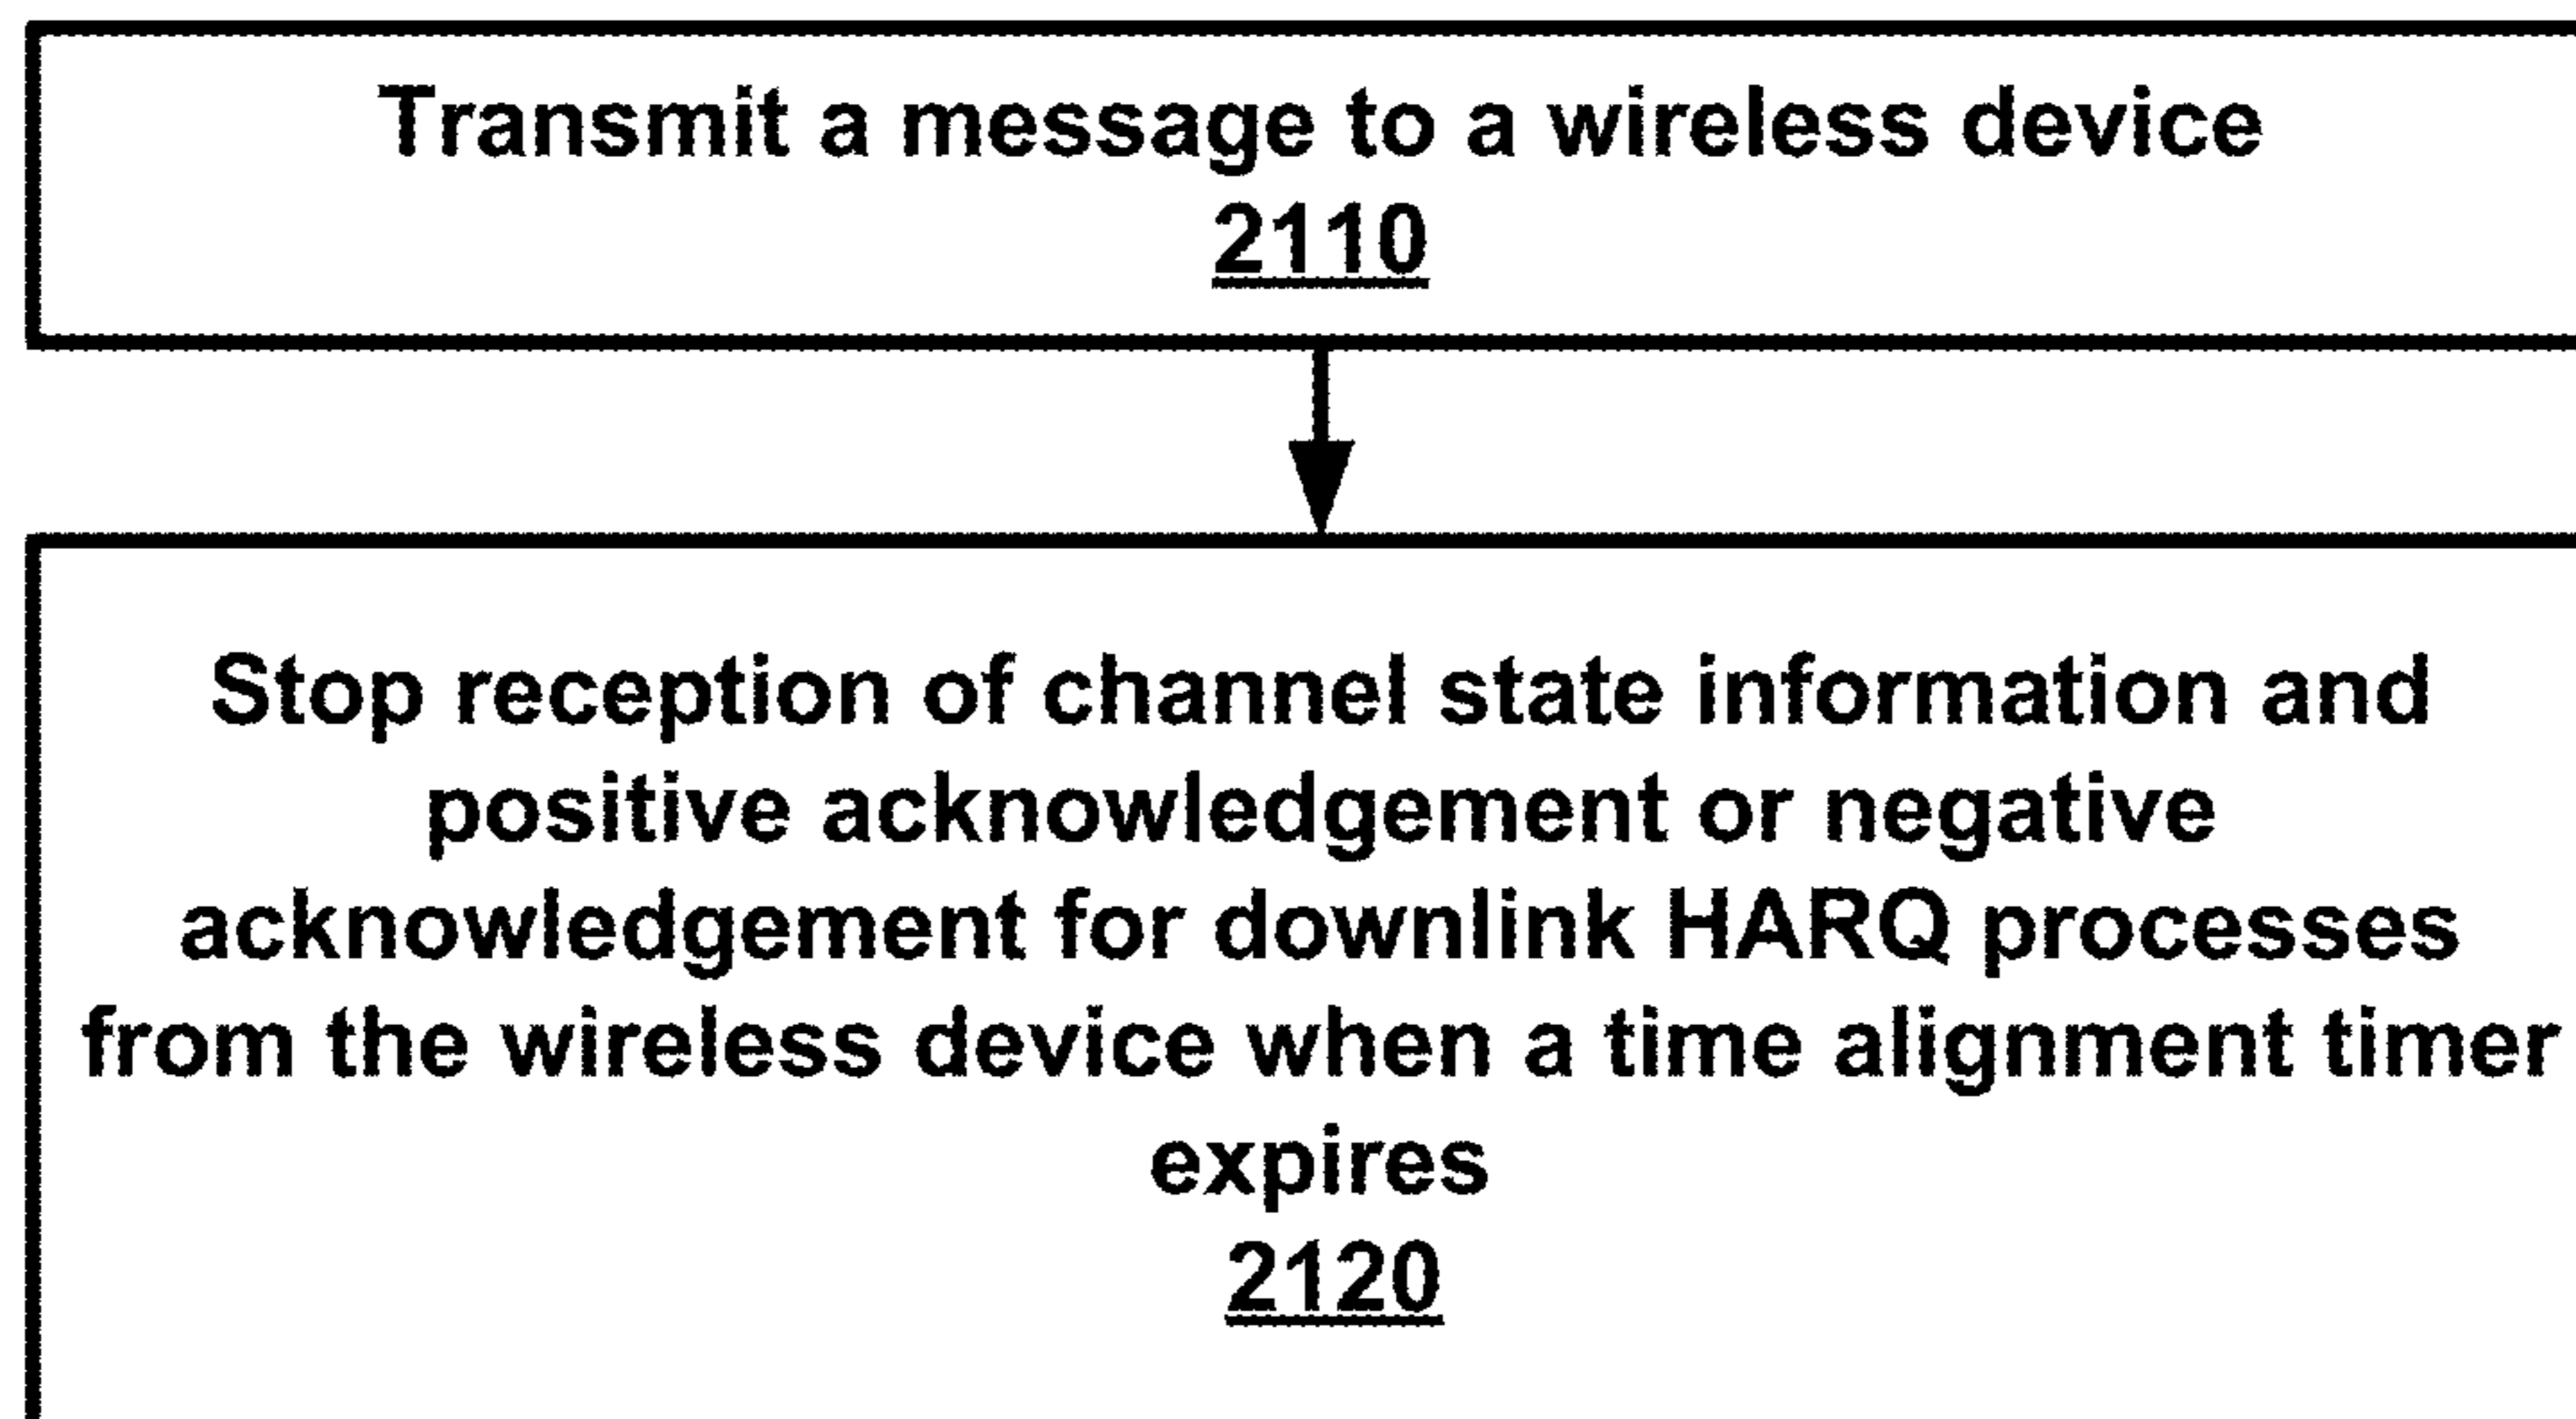 Transmit a message to a wireless device
2110
Stop reception of channel state information and
positive acknowledgement or negative
acknowledgement for downlink HARQ processes
from the wireless device when a time alignment timer
expires
2120